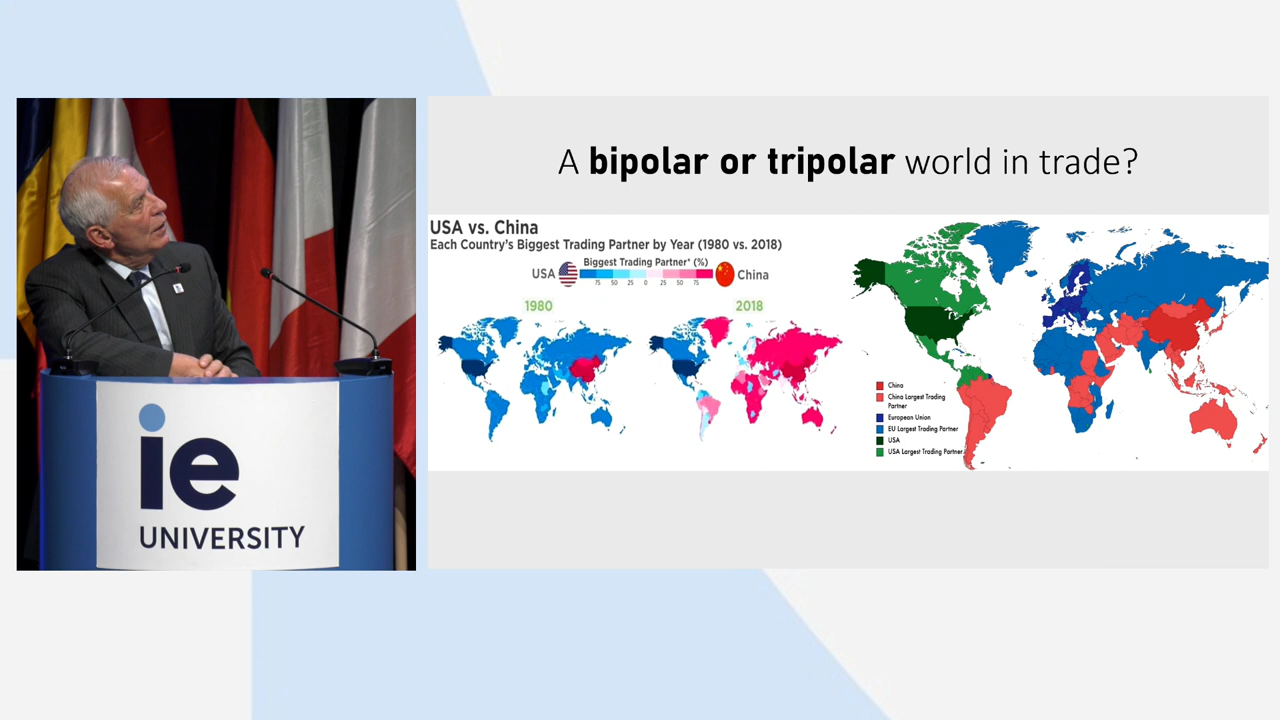 ie
UNIVERSITY
A bipolar or tripolar world in trade?
USA vs. China
Each Country's Biggest Trading Partner by Year (1980 vs. 2018)
Biggest Trading Partner* (%)
USA
China
75 50 25 0 25 50 75
1980
2018
China
China Largest Trading
Partner
European Union
EU Largest Trading Partner
USA
USA Largest Trading Partner